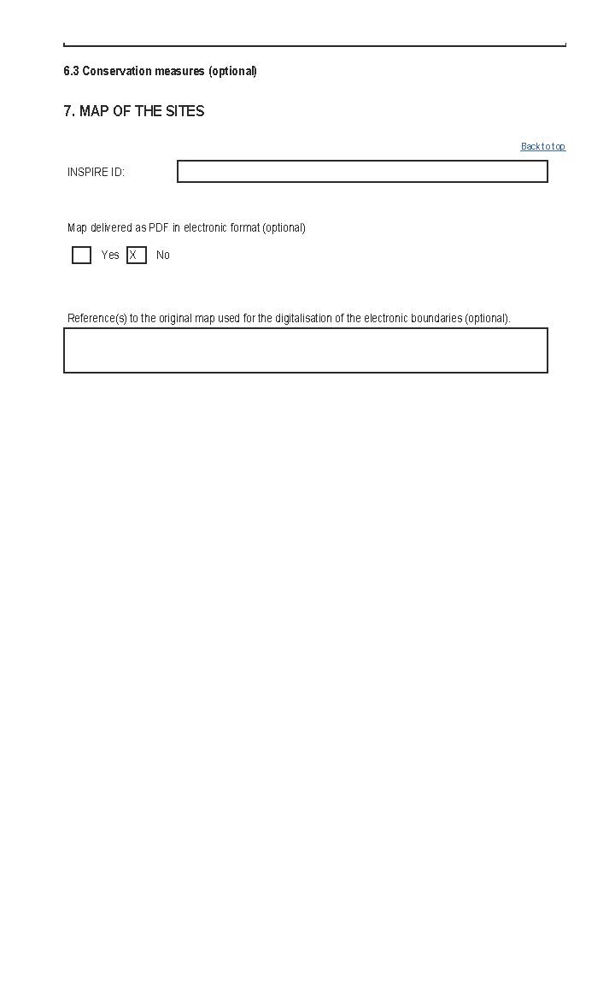 6.3 Conservation measures (optional)
7. MAP OF THE SITES
Back to top
INSPIRE ID:
Map delivered as PDF in electronic format (optional)
Yes X No
Reference(s) to the original map used for the digitalisation of the electronic boundaries (optional).